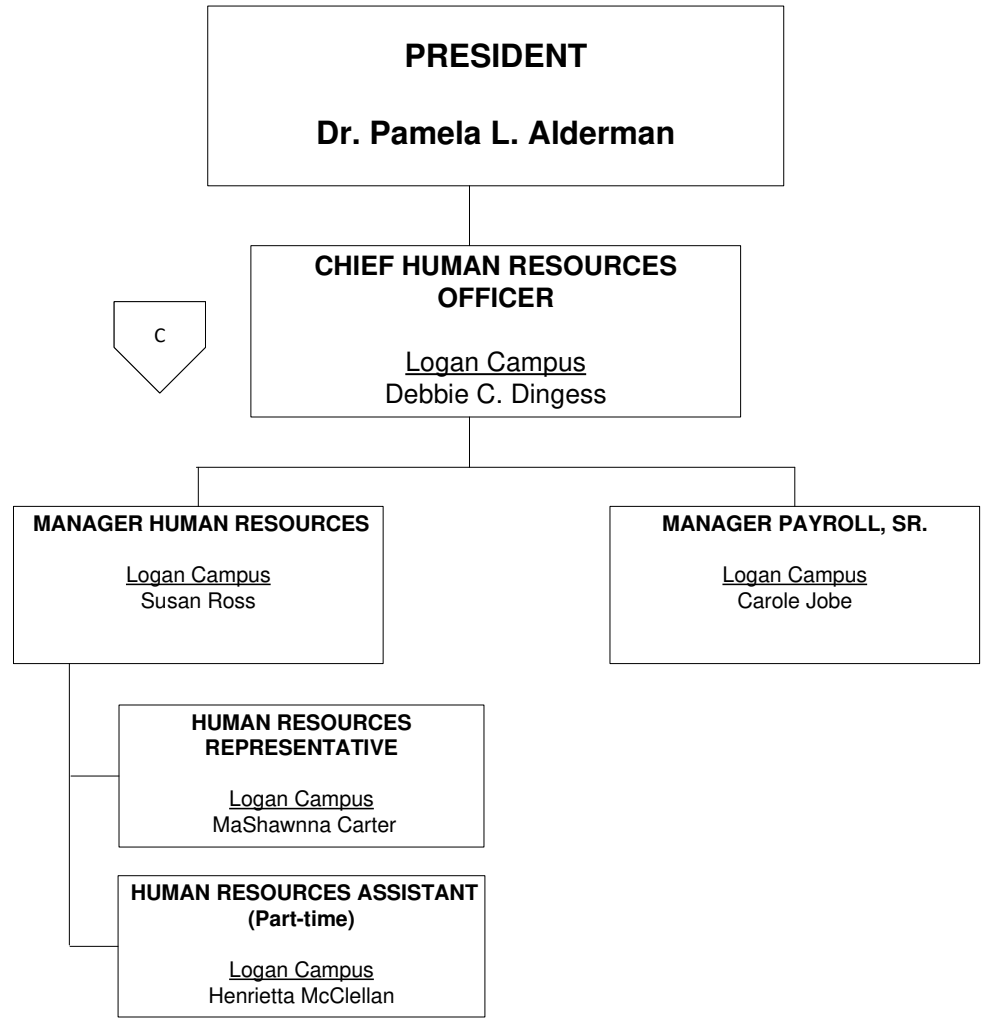 PRESIDENT
Dr. Pamela L. Alderman
CHIEF HUMAN RESOURCES
OFFICER
Logan Campus
Debbie C. Dingess
C
MANAGER HUMAN RESOURCES
Logan Campus
Susan Ross
MANAGER PAYROLL, SR.
Logan Campus
Carole Jobe
HUMAN RESOURCES
REPRESENTATIVE
Logan Campus
MaShawnna Carter
HUMAN RESOURCES ASSISTANT
(Part-time)
Logan Campus
Henrietta McClellan